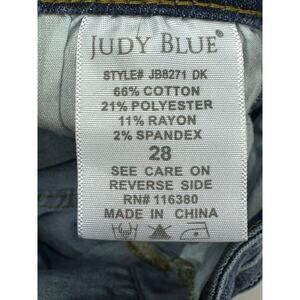 JUDY BLUE®
STYLE# JB8271 DK
66% COTTON
21% POLYESTER
11% RAYON
2% SPANDEX
28
SEE CARE ON
REVERSE SIDE
RN# 116380
MADE IN CHINA